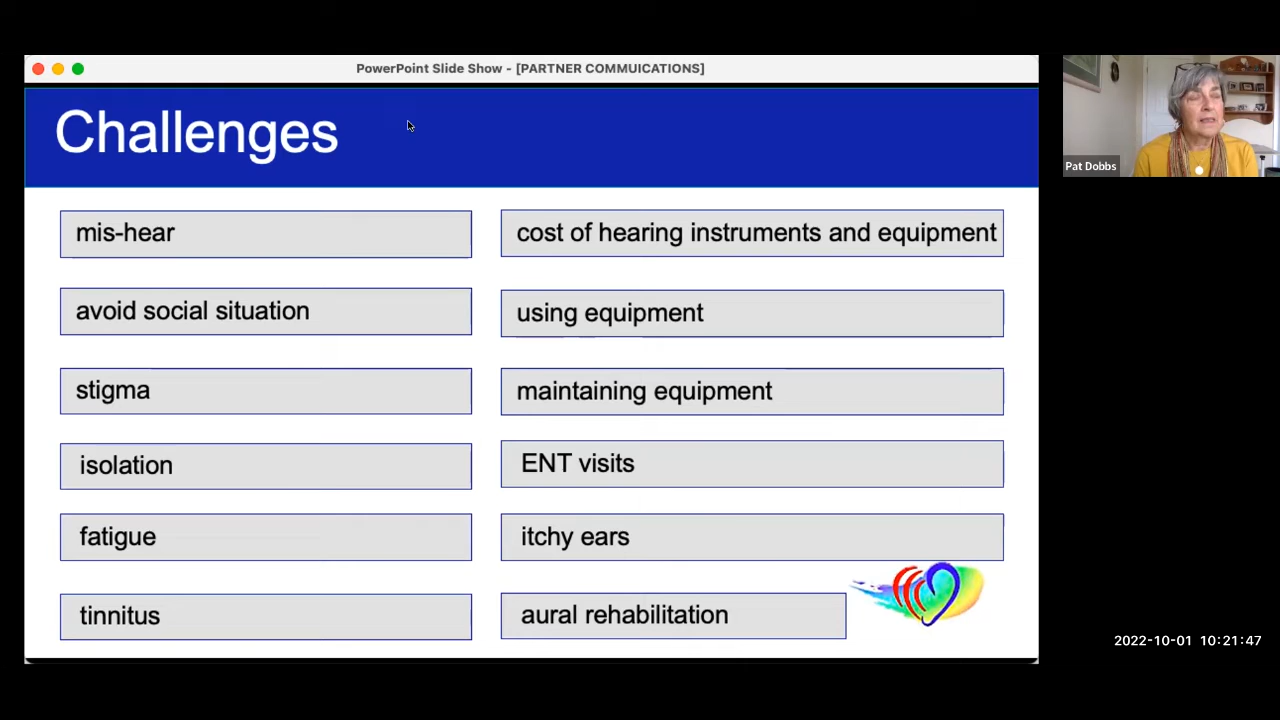 PowerPoint Slide Show - [PARTNER COMMUICATIONS]
Challenges
mis-hear
avoid social situation
stigma
isolation
fatigue
tinnitus
cost of hearing instruments and equipment
using equipment
maintaining equipment
ENT visits
itchy ears
aural rehabilitation
Pat Dobbs
2022-10-01 10:21:47